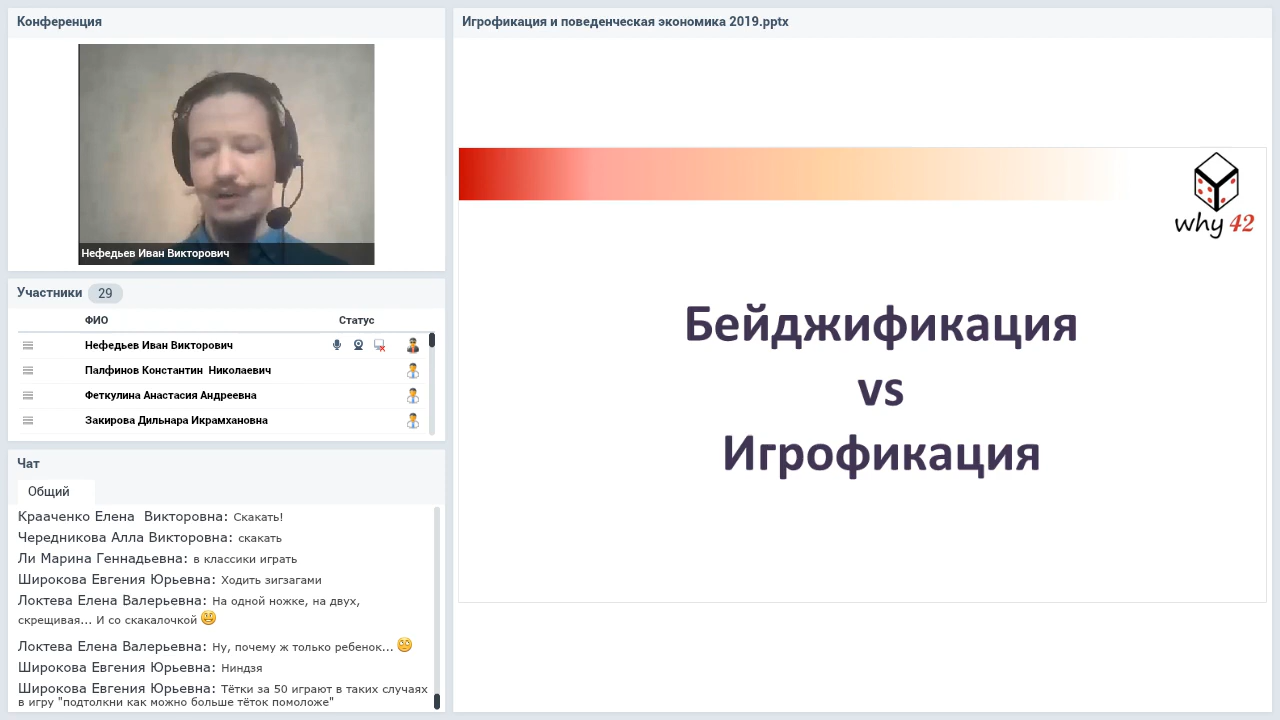 Конференция
Нефедьев Иван Викторович
Участники 29
ФИО Статус
Нефедьев Иван Викторович
Палфинов Константин Николаевич
Феткулина Анастасия Андреевна
Закирова Дильнара Икрамхановна
Чат
Общий
Крааченко Елена Викторовна: Скакать!
Чередникова Алла Викторовна: скакать
Ли Марина Геннадьевна: в классики играть
Широкова Евгения Юрьевна: Ходить зигзагами
Локтева Елена Валерьевна: На одной ножке, на двух,
скрещивая... И со скакалочкой
Локтева Елена Валерьевна: Ну, почему ж только ребенок...
Широкова Евгения Юрьевна: Ниндзя
Широкова Евгения Юрьевна: Тётки за 50 играют в таких случаях
в игру "подтолкни как можно больше тёток помоложе"
Игрофикация и поведенческая экономика 2019.pptx
why 42
Бейджификация
vs
Игрофикация